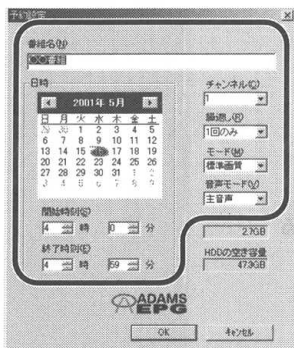 予約設定
番組名(N)
〇〇番組
日時
2001年 5月
日 月 火 水 木 金 土
29 30 1 2 3 4 5
6 7 8 9 10 11 12
13 14 15 16 17 18 19
20 21 22 23 24 25 26
27 28 29 30 31 1 2
3 4 5 6 7 8 9
開始時刻(S)
4 時 0 分
終了時刻(E)
4 時 59 分
チャンネル(C)
1
繰返し(R)
1回のみ
モード(M)
標準画質
音声モード(V)
主音声
2.7GB
HDDの空き容量
47.3GB
ADAMS
EPG
OK
キャンセル